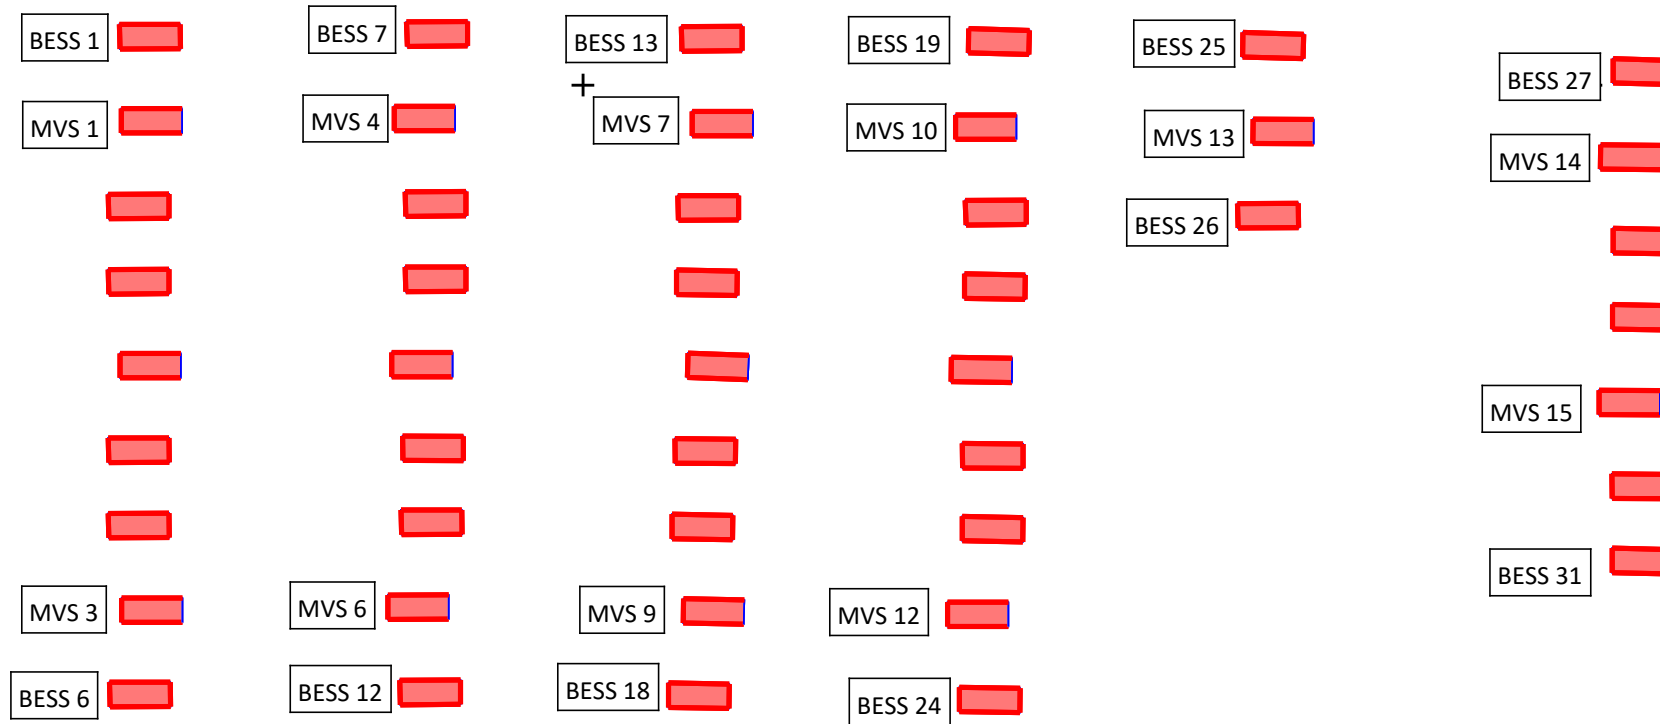 BESS 1
BESS 7
BESS 13
BESS 19
BESS 25
BESS 27
MVS 1
MVS 4
MVS 7
MVS 10
MVS 13
MVS 14
BESS 26
MVS 15
BESS 31
MVS 3
MVS 6
MVS 9
MVS 12
BESS 6
BESS 12
BESS 18
BESS 24